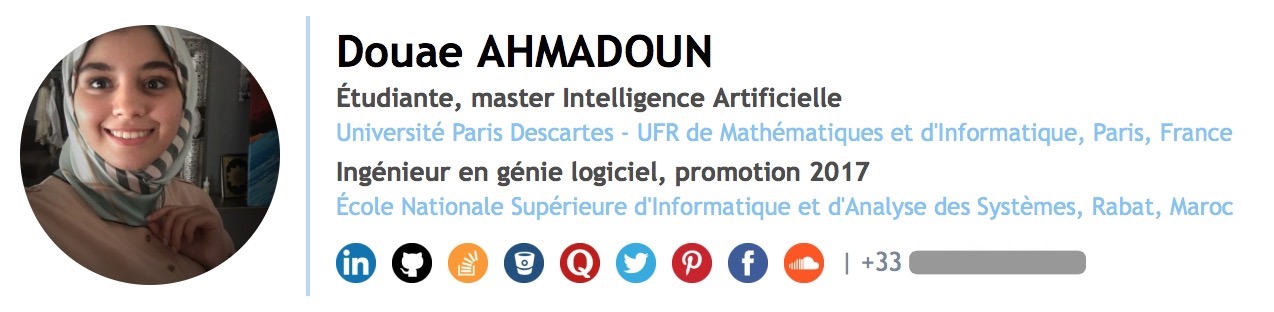 Douae AHMADOUN
Étudiante, master Intelligence Artificielle
Université Paris Descartes - UFR de Mathématiques et d'Informatique, Paris, France
Ingénieur en génie logiciel, promotion 2017
École Nationale Supérieure d'Informatique et d'Analyse des Systèmes, Rabat, Maroc
in Q f | +33